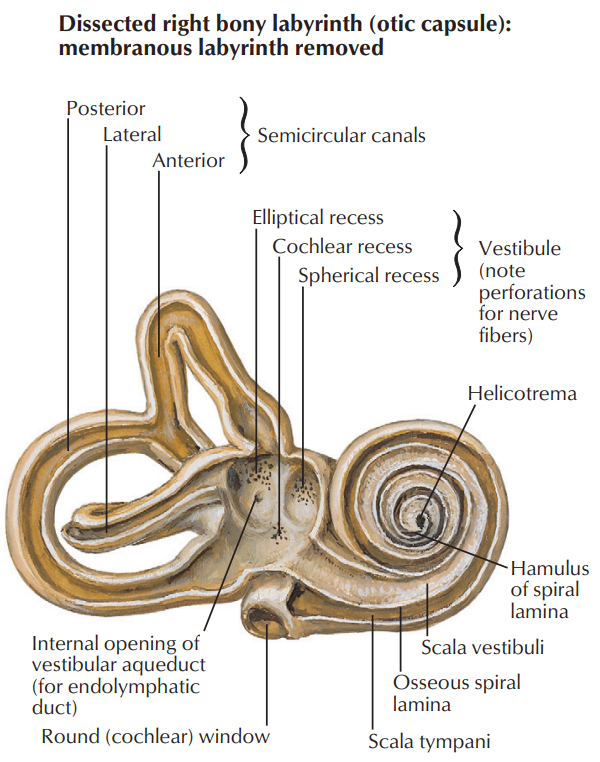 Dissected right bony labyrinth (otic capsule):
membranous labyrinth removed
Posterior
Lateral
Anterior
Semicircular canals
Elliptical recess
Cochlear recess
Spherical recess
Vestibule
(note
perforations
for nerve
fibers)
Helicotrema
Hamulus
of spiral
lamina
Scala vestibuli
Osseous spiral
lamina
Scala tympani
Internal opening of
vestibular aqueduct
(for endolymphatic
duct)
Round (cochlear) window